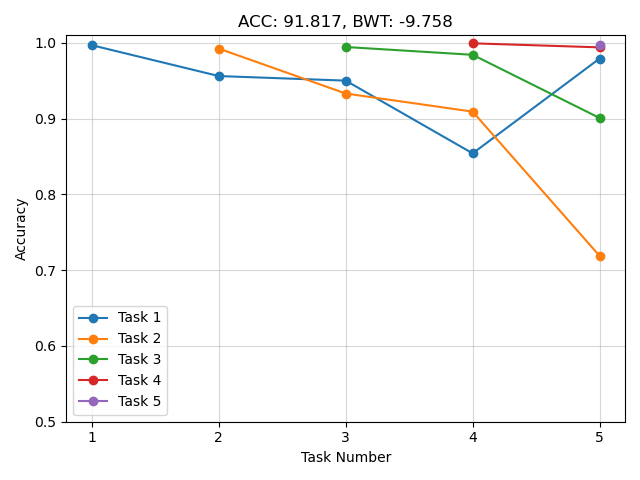 ACC: 91.817, BWT: -9.758
1.0
0.9
0.8
0.7
0.6
0.5
Accuracy
Task 1
Task 2
Task 3
Task 4
Task 5
1 2 3 4 5
Task Number